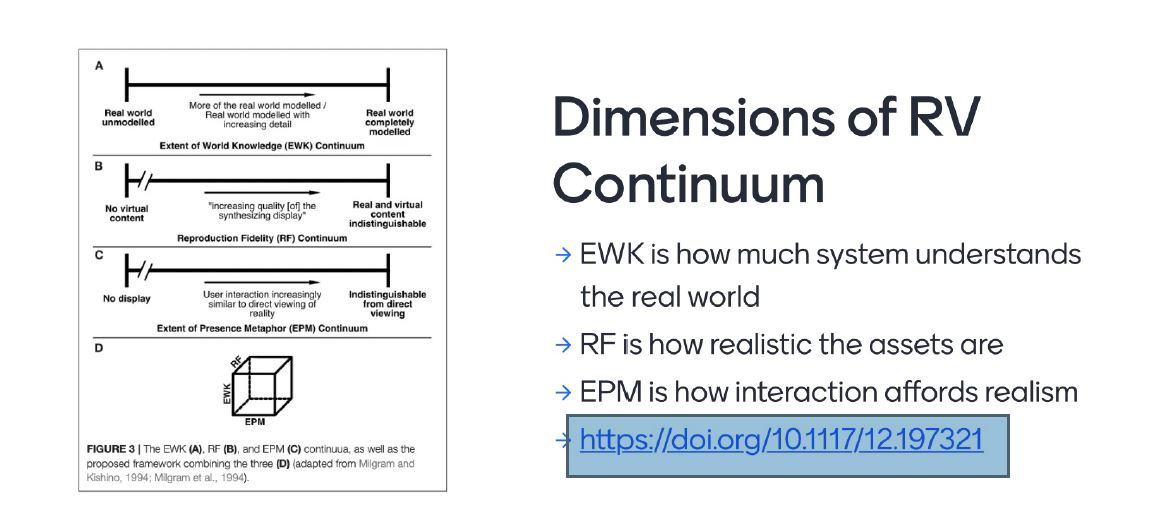 A
Real world
unmodelled
More of the real world modelled /
Real world modelled with
increasing detail
Real world
completely
modelled
Extent of World Knowledge (EWK) Continuum
B
No virtual
content
"increasing quality [of] the
synthesizing display"
Real and virtual
content
indistinguishable
Reproduction Fidelity (RF) Continuum
C
No display
User interaction increasingly
similar to direct viewing of
reality
Indistinguishable
from direct
viewing
Extent of Presence Metaphor (EPM) Continuum
D
RF
EWK
EPM
FIGURE 3 | The EWK (A), RF (B), and EPM (C) continuua, as well as the
proposed framework combining the three (D) (adapted from Milgram and
Kishino, 1994; Milgram et al., 1994).
Dimensions of RV
Continuum
→ EWK is how much system understands
the real world
→ RF is how realistic the assets are
→ EPM is how interaction affords realism
→ https://doi.org/10.1117/12.197321